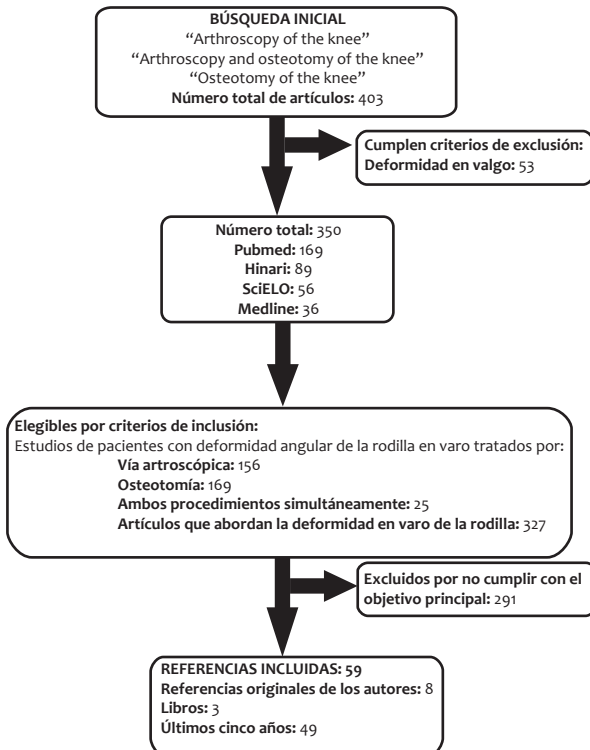 BÚSQUEDA INICIAL
“Arthroscopy of the knee”
“Arthroscopy and osteotomy of the knee”
“Osteotomy of the knee”
Número total de artículos: 403
Cumplen criterios de exclusión:
Deformidad en valgo: 53
Número total: 350
Pubmed: 169
Hinari: 89
SciELO: 56
Medline: 36
Elegibles por criterios de inclusión:
Estudios de pacientes con deformidad angular de la rodilla en varo tratados por:
Vía artroscópica: 156
Osteotomía: 169
Ambos procedimientos simultáneamente: 25
Artículos que abordan la deformidad en varo de la rodilla: 327
Excluidos por no cumplir con el
objetivo principal: 291
REFERENCIAS INCLUIDAS: 59
Referencias originales de los autores: 8
Libros: 3
Últimos cinco años: 49